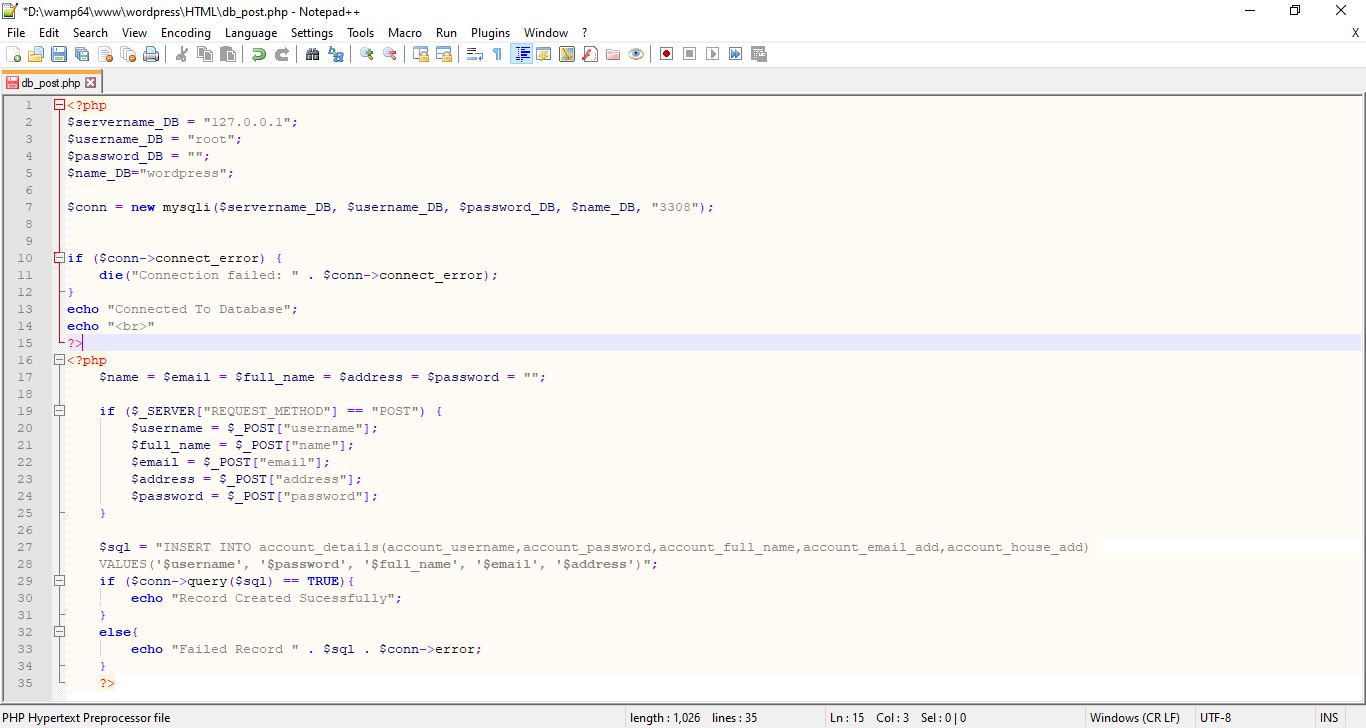 *D:\wamp64\www\wordpress\HTML\db_post.php - Notepad++
File Edit Search View Encoding Language Settings Tools Macro Run Plugins Window ? X
db_post.php
1 <?php
2 $servername_DB = "127.0.0.1";
3 $username_DB = "root";
4 $password_DB = "";
5 $name_DB="wordpress";
6
7 $conn = new mysqli($servername_DB, $username_DB, $password_DB, $name_DB, "3308");
8
9
10 if ($conn->connect_error) {
11     die("Connection failed: " . $conn->connect_error);
12 }
13 echo "Connected To Database";
14 echo "<br>"
15 ?>
16 <?php
17     $name = $email = $full_name = $address = $password = "";
18
19     if ($_SERVER["REQUEST_METHOD"] == "POST") {
20         $username = $_POST["username"];
21         $full_name = $_POST["name"];
22         $email = $_POST["email"];
23         $address = $_POST["address"];
24         $password = $_POST["password"];
25     }
26
27     $sql = "INSERT INTO account_details(account_username,account_password,account_full_name,account_email_add,account_house_add)
28     VALUES('$username', '$password', '$full_name', '$email', '$address')";
29     if ($conn->query($sql) == TRUE){
30         echo "Record Created Sucessfully";
31     }
32     else{
33         echo "Failed Record " . $sql . $conn->error;
34     }
35     ?>
PHP Hypertext Preprocessor file length : 1,026 lines : 35 Ln : 15 Col : 3 Sel : 0 | 0 Windows (CR LF) UTF-8 INS